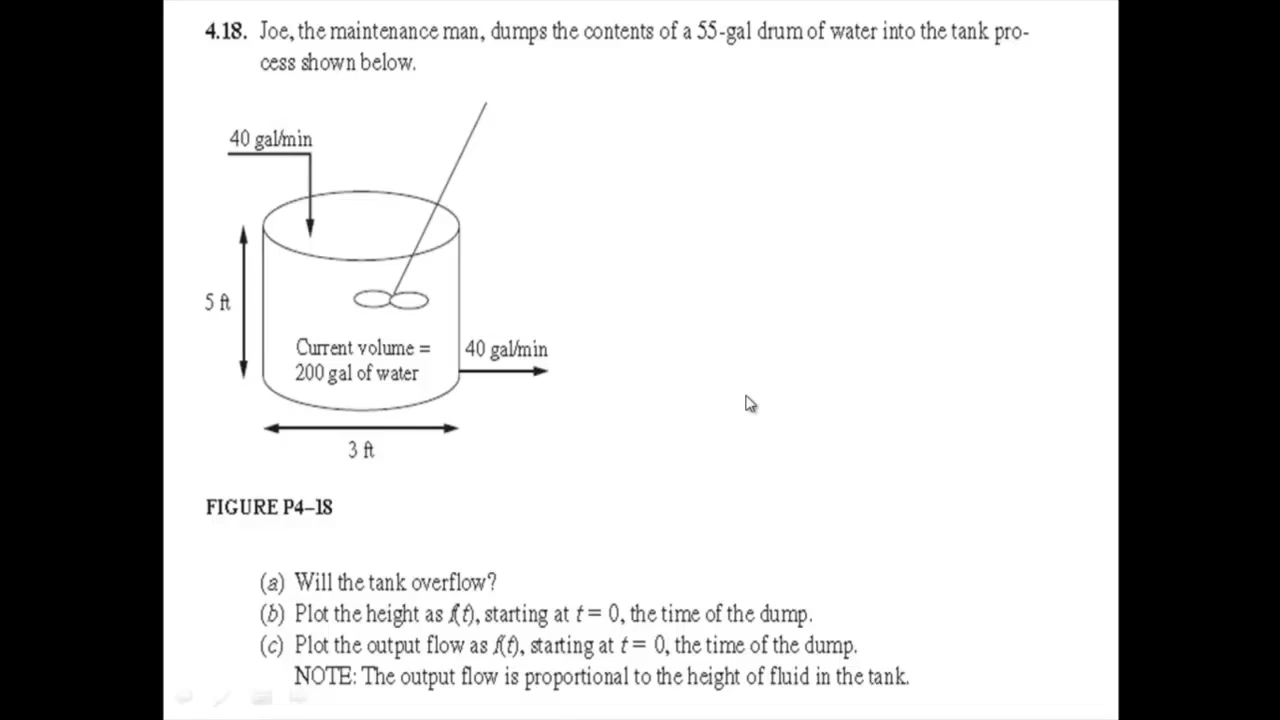 4.18. Joe, the maintenance man, dumps the contents of a 55-gal drum of water into the tank pro-
cess shown below.
40 gal/min
5 ft
Current volume =
200 gal of water
40 gal/min
3 ft
FIGURE P4–18
(a) Will the tank overflow?
(b) Plot the height as f(t), starting at t = 0, the time of the dump.
(c) Plot the output flow as f(t), starting at t = 0, the time of the dump.
NOTE: The output flow is proportional to the height of fluid in the tank.